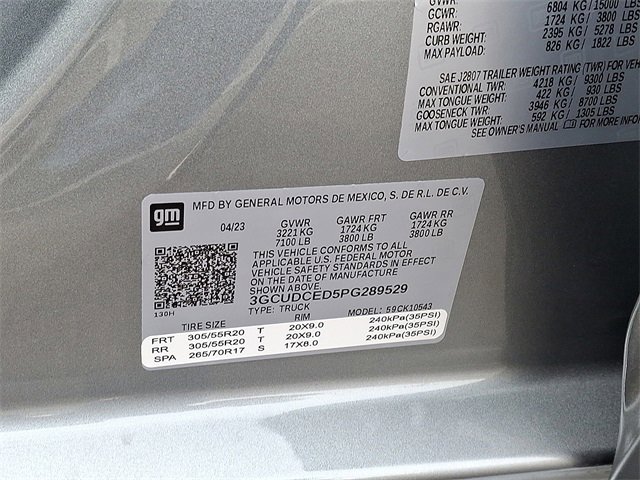 GVWR:
GCWR: 6804 KG/15000 LBS
RGAWR: 1724 KG / 3800 LBS
CURB WEIGHT: 2395 KG / 5278 LBS
MAX PAYLOAD: 826 KG / 1822 LBS
SAE J2807 TRAILER WEIGHT RATING (TWR) FOR VEH
CONVENTIONAL TWR: 4218 KG / 9300 LBS
MAX TONGUE WEIGHT: 422 KG / 930 LBS
GOOSENECK TWR: 3946 KG / 8700 LBS
MAX TONGUE WEIGHT: 592 KG / 1305 LBS
SEE OWNER'S MANUAL FOR MORE INFOR
gm
MFD BY GENERAL MOTORS DE MEXICO, S. DE R.L. DE C.V.
04/23 GVWR GAWR FRT GAWR RR
3221 KG 1724 KG 1724 KG
7100 LB 3800 LB 3800 LB
THIS VEHICLE CONFORMS TO ALL
APPLICABLE U.S. FEDERAL MOTOR
VEHICLE SAFETY STANDARDS IN EFFECT
ON THE DATE OF MANUFACTURE
SHOWN ABOVE.
3GCUDCED5PG289529
130H TYPE: TRUCK MODEL: 59CK10543
TIRE SIZE RIM
FRT 305/55R20 T 20X9.0 240kPa(35PSI)
RR 305/55R20 T 20X9.0 240kPa(35PSI)
SPA 265/70R17 S 17X8.0 240kPa(35PSI)